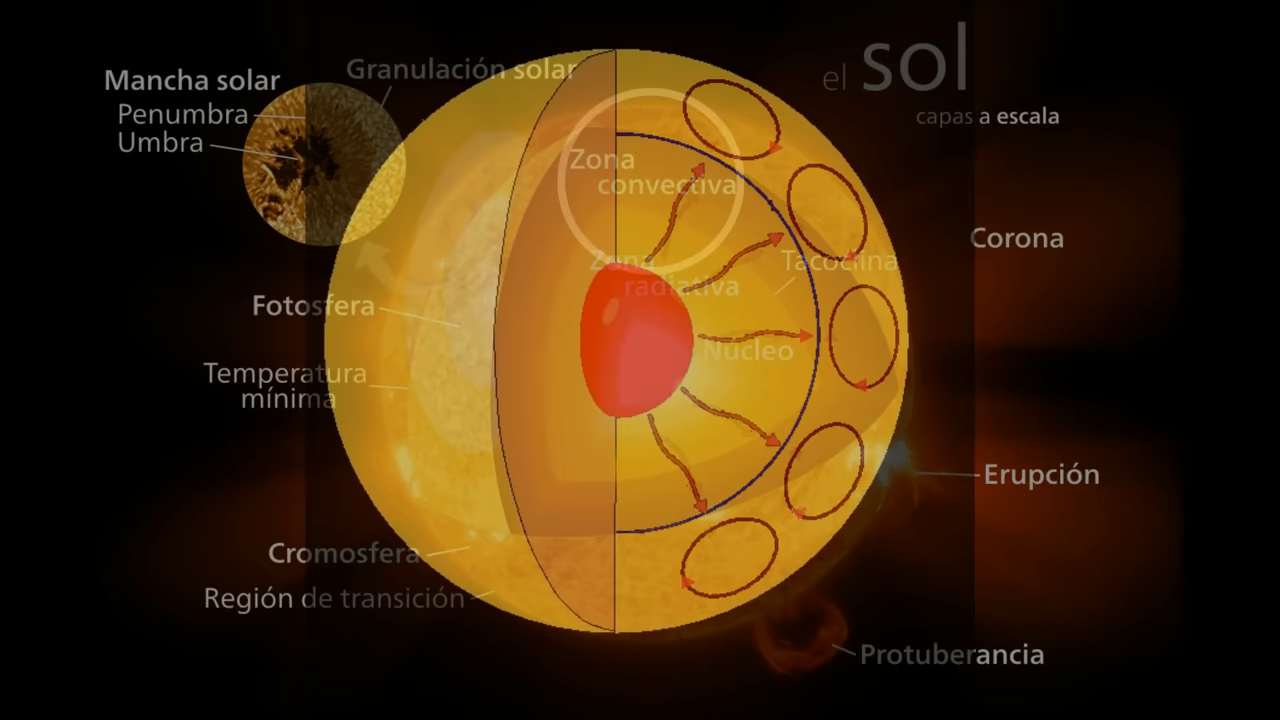 el sol
capas a escala
Mancha solar
Penumbra
Umbra
Granulación solar
Zona
convectiva
Corona
Zona
radiativa
Tacoclina
Fotosfera
Núcleo
Temperatura
mínima
Erupción
Cromosfera
Región de transición
Protuberancia